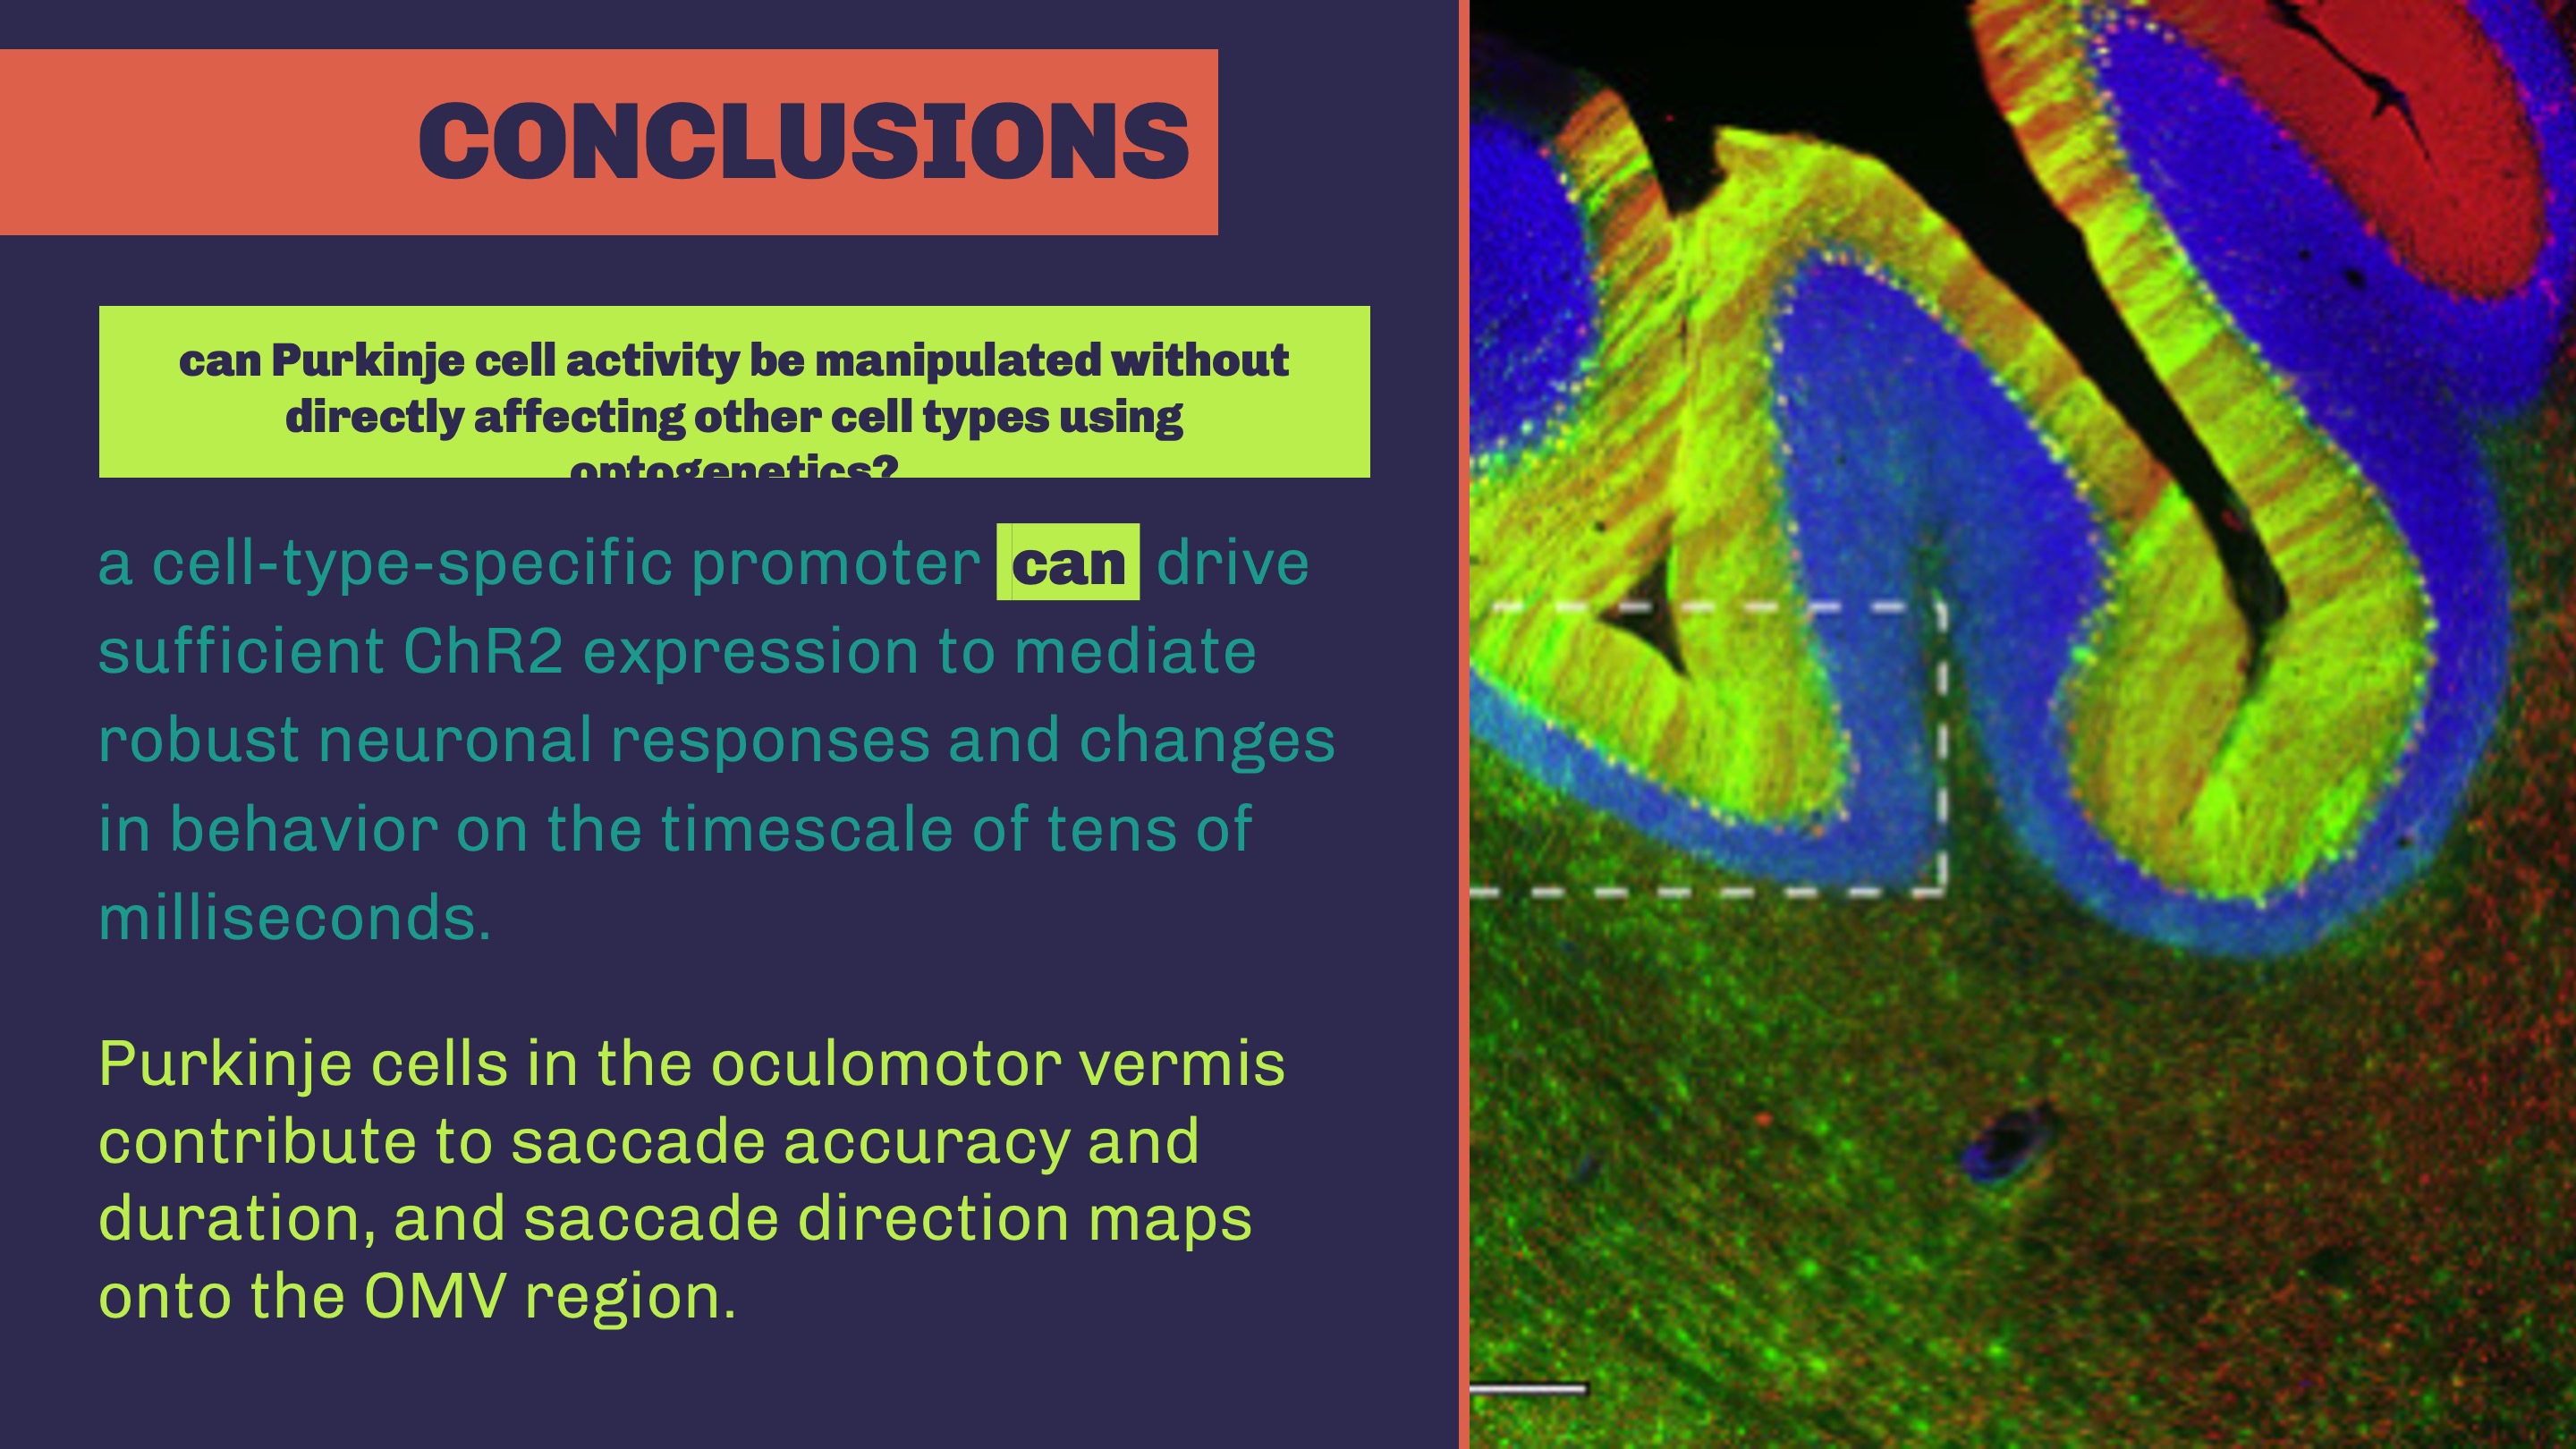 CONCLUSIONS
can Purkinje cell activity be manipulated without
directly affecting other cell types using
optogenetics?
a cell-type-specific promoter can drive
sufficient ChR2 expression to mediate
robust neuronal responses and changes
in behavior on the timescale of tens of
milliseconds.
Purkinje cells in the oculomotor vermis
contribute to saccade accuracy and
duration, and saccade direction maps
onto the OMV region.